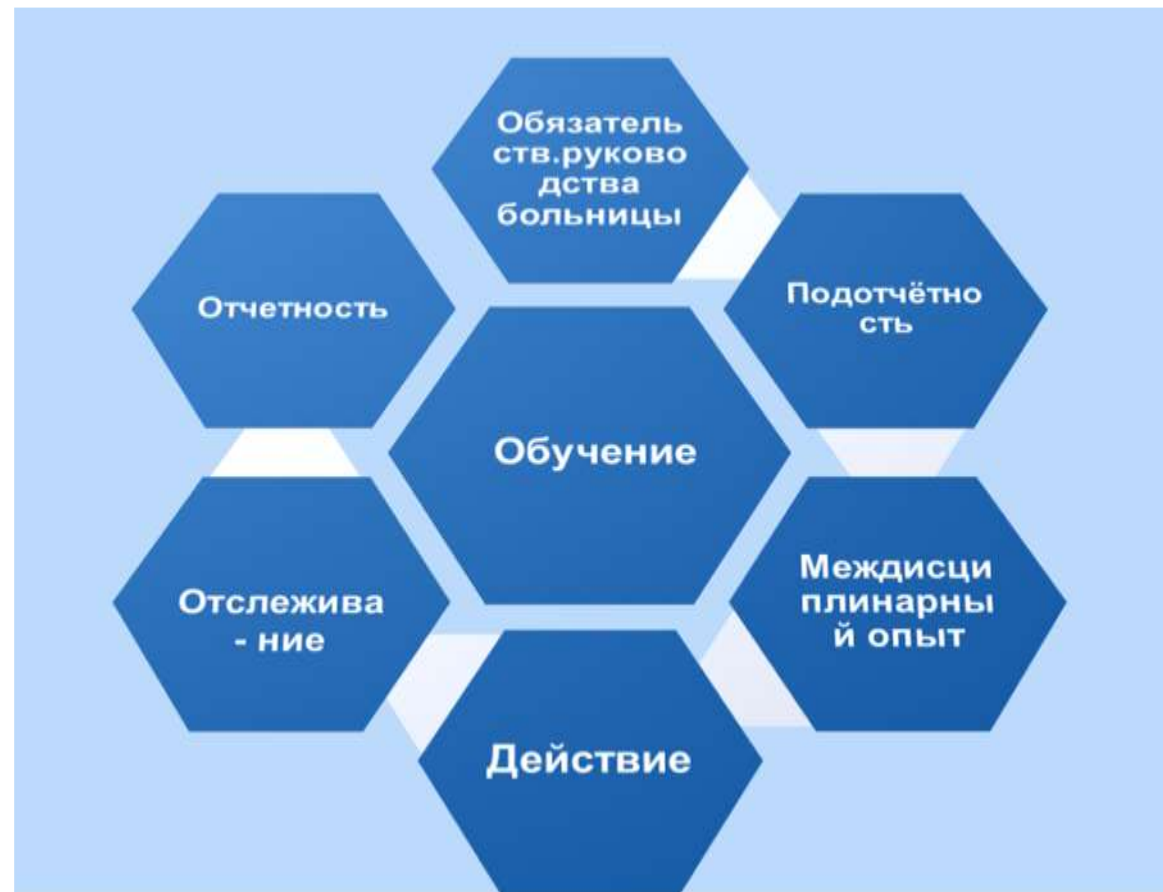 Обязатель
ств.руково
дства
больницы
Подотчётно
сть
Междисци
плинарны
й опыт
Действие
Отслежива
- ние
Отчетность
Обучение